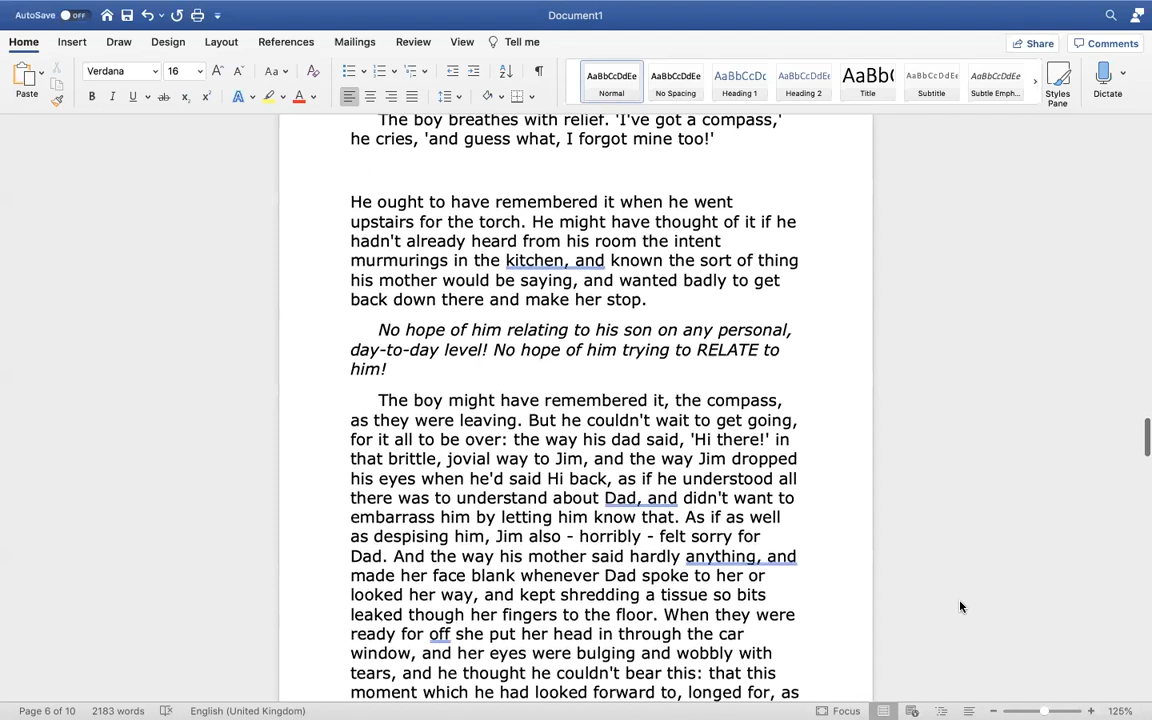 AutoSave OFF Document1
Home Insert Draw Design Layout References Mailings Review View Tell me Share Comments
Paste Verdana 16 A A Aa A AaBbCcDdEe AaBbCcDdEe AaBbCcDc AaBbCcDdEe AaBb( AaBbCcDdEe AaBbCcDdEe
B I U ab x2 x2 A A Normal No Spacing Heading 1 Heading 2 Title Subtitle Subtle Emph... Styles Pane Dictate
The boy breathes with relief. 'I've got a compass,'
he cries, 'and guess what, I forgot mine too!'
He ought to have remembered it when he went
upstairs for the torch. He might have thought of it if he
hadn't already heard from his room the intent
murmurings in the kitchen, and known the sort of thing
his mother would be saying, and wanted badly to get
back down there and make her stop.
No hope of him relating to his son on any personal,
day-to-day level! No hope of him trying to RELATE to
him!
The boy might have remembered it, the compass,
as they were leaving. But he couldn't wait to get going,
for it all to be over: the way his dad said, 'Hi there!' in
that brittle, jovial way to Jim, and the way Jim dropped
his eyes when he'd said Hi back, as if he understood all
there was to understand about Dad, and didn't want to
embarrass him by letting him know that. As if as well
as despising him, Jim also - horribly - felt sorry for
Dad. And the way his mother said hardly anything, and
made her face blank whenever Dad spoke to her or
looked her way, and kept shredding a tissue so bits
leaked though her fingers to the floor. When they were
ready for off she put her head in through the car
window, and her eyes were bulging and wobbly with
tears, and he thought he couldn't bear this: that this
moment which he had looked forward to, longed for, as
Page 6 of 10 2183 words English (United Kingdom) Focus 125%